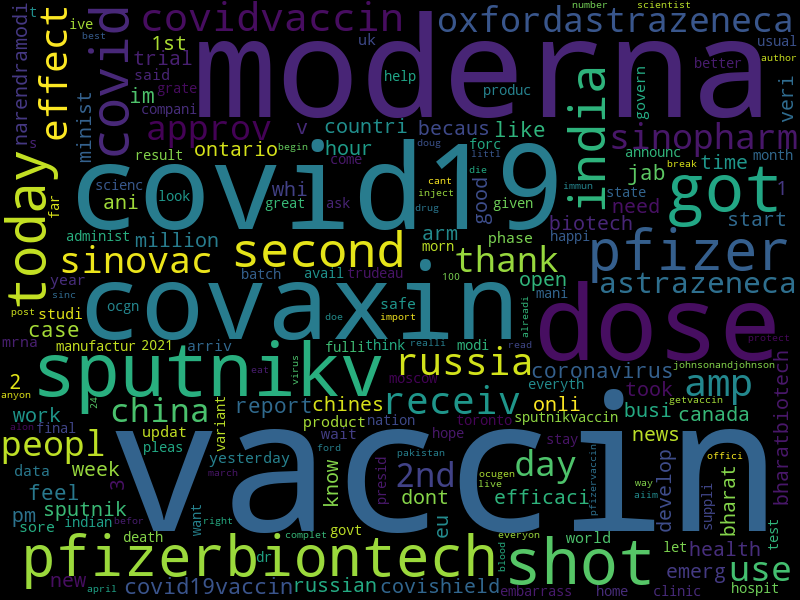 t
ive
covidvaccin
number
scientist
oxfordastrazeneca
best
effect
covid
1st
moderna
uk
usual
narendramodi
trial
said
grate
im
compani
help
produc
india
govern
better
author
veri
minist
approv
v
countri
becaus
like
sinopharm
s
result
ontario
begin
hour
doug
forc
littl
announc
break
month
today
far
scienc
ani
look
whi
great
come
ask
cant
inject
drug
die
given
good
immun
state
jab
time
need
got
1
covid19
administ
million
arm
morn
phase
biotech
happi
start
sinovac
second
thank
pfizer
year
sinc
batch
avail
trudeau
100
open
mani
astrazeneca
post
studi
ocgn
covaxin
doe
safe
import
alreadi
dose
protect
mrna
case
manufactur
2021
arriv
fulli
think
realli
modi
read
2
anyon
sputnikv
eat
virus
russia
coronavirus
johnsonandjohnson
moscow
everyth
took
amp
24
work
china
report
chines
receiv
onli
getvaccin
busi
canada
final
along
updat
variant
product
nation
toronto
sputnikvaccin
peopl
pleas
vaccin
wait
hope
stay
news
data
week
yesterday
ford
pakistan
offici
3
know
presid
2nd
day
pfizervaccin
way
aiim
develop
suppli
bharat
bharatbiotech
feel
march
dont
ocugen
live
efficaci
pm
sputnik
want
eu
test
sore
indian
befor
right
death
complet
govt
everyon
world
let
health
pfizerbiontech
dr
blood
shot
use
new
april
covid19vaccin
russian
covishield
embarrass
home
emerg
clinic
hospit